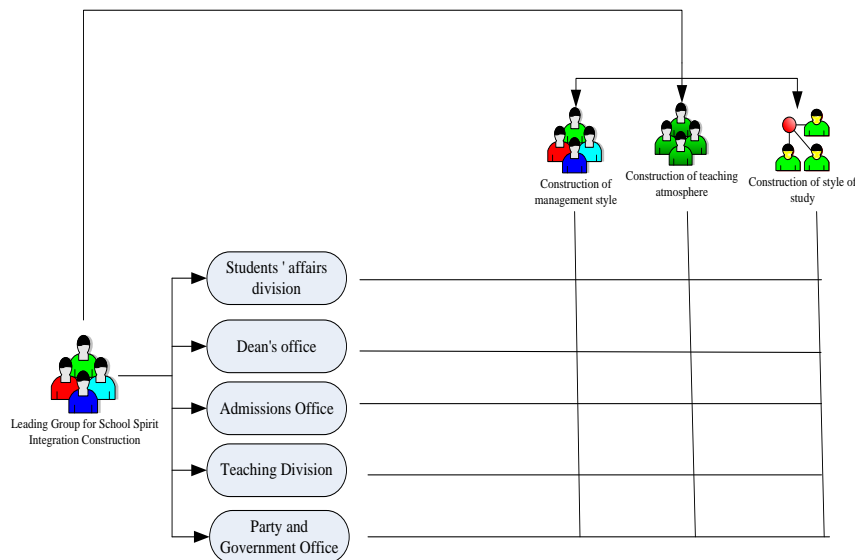 Construction of
management style
Construction of teaching
atmosphere
Construction of style of
study
Students ' affairs
division
Dean's office
Leading Group for School Spirit
Integration Construction
Admissions Office
Teaching Division
Party and
Government Office